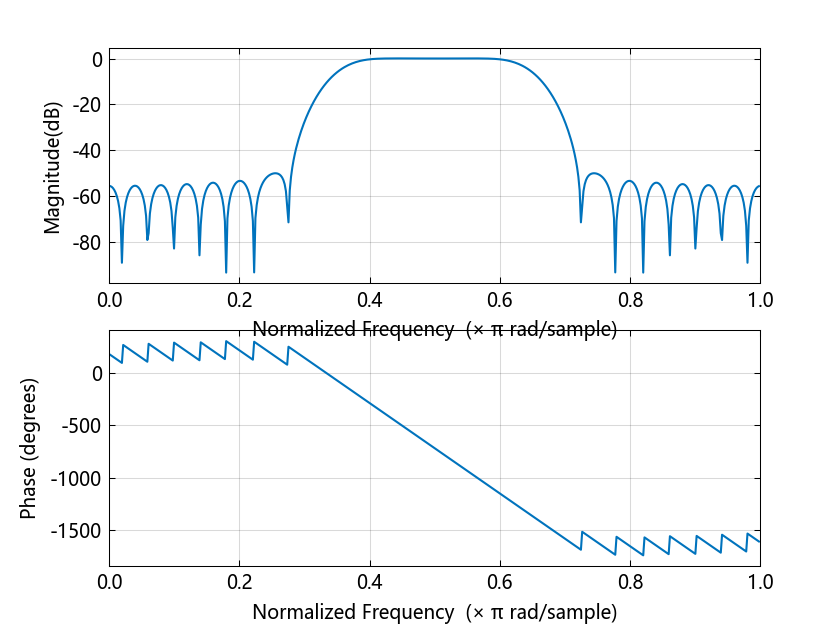 0
-20
-40
-60
-80
Magnitude(dB)
0.0 0.2 0.4 0.6 0.8 1.0
Normalized Frequency (× π rad/sample)
0
-500
-1000
-1500
Phase (degrees)
0.0 0.2 0.4 0.6 0.8 1.0
Normalized Frequency (× π rad/sample)